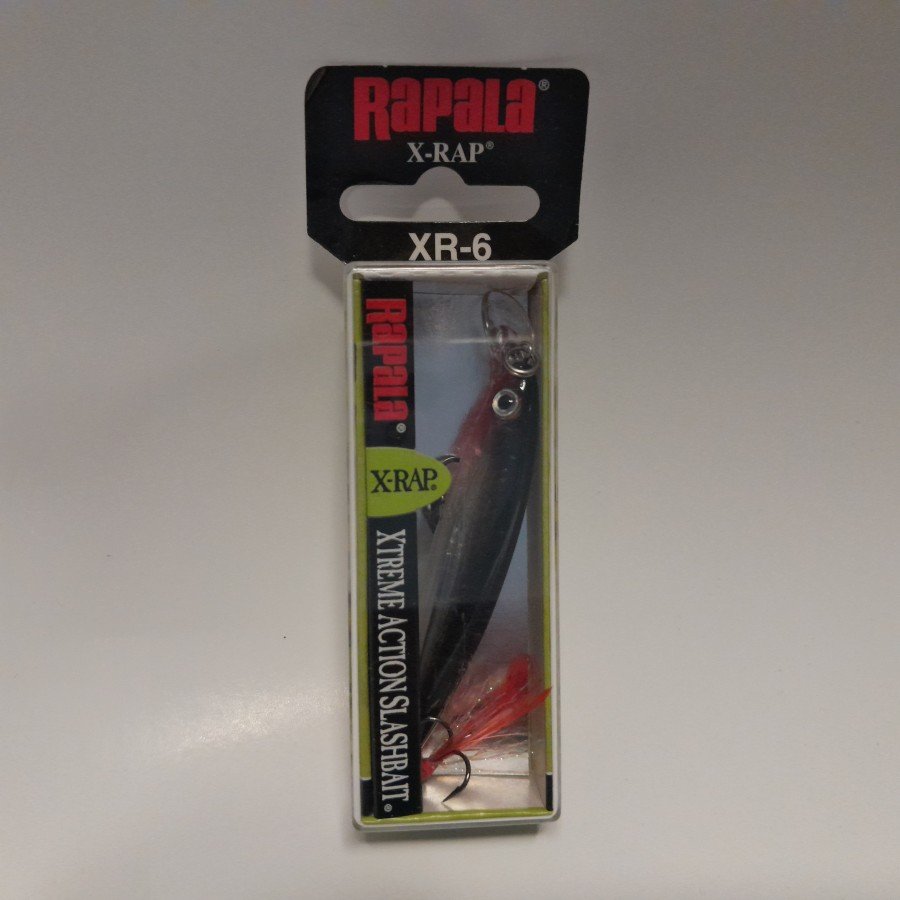 RAPALA®
X-RAP®
XR-6
RAPALA®
X-RAP®
XTREME ACTION SLASHBAIT®